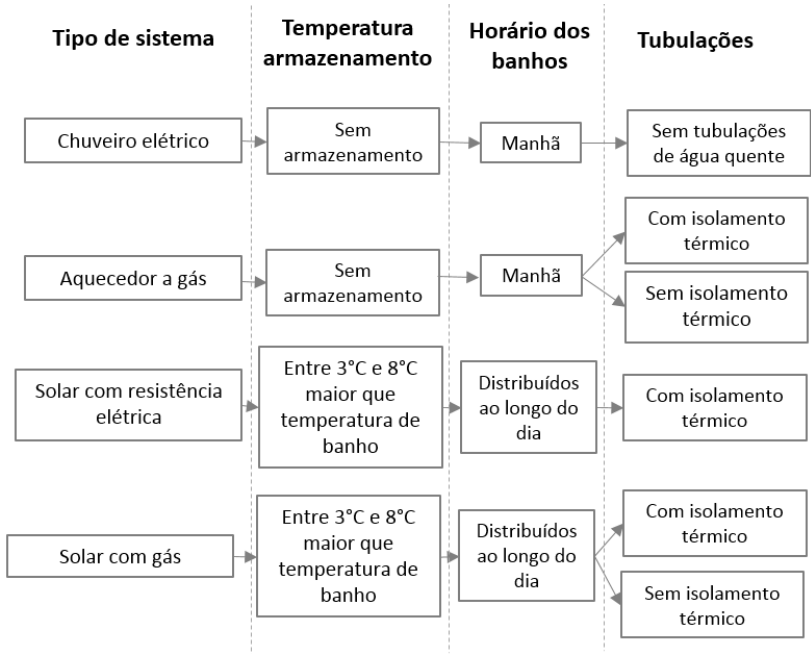 Tipo de sistema
Temperatura
armazenamento
Horário dos
banhos
Tubulações
Chuveiro elétrico
Sem
armazenamento
Manhã
Sem tubulações
de água quente
Aquecedor a gás
Sem
armazenamento
Manhã
Com isolamento
térmico
Sem isolamento
térmico
Solar com resistência
elétrica
Entre 3°C e 8°C
maior que
temperatura de
banho
Distribuídos
ao longo do
dia
Com isolamento
térmico
Solar com gás
Entre 3°C e 8°C
maior que
temperatura de
banho
Distribuídos
ao longo do
dia
Com isolamento
térmico
Sem isolamento
térmico